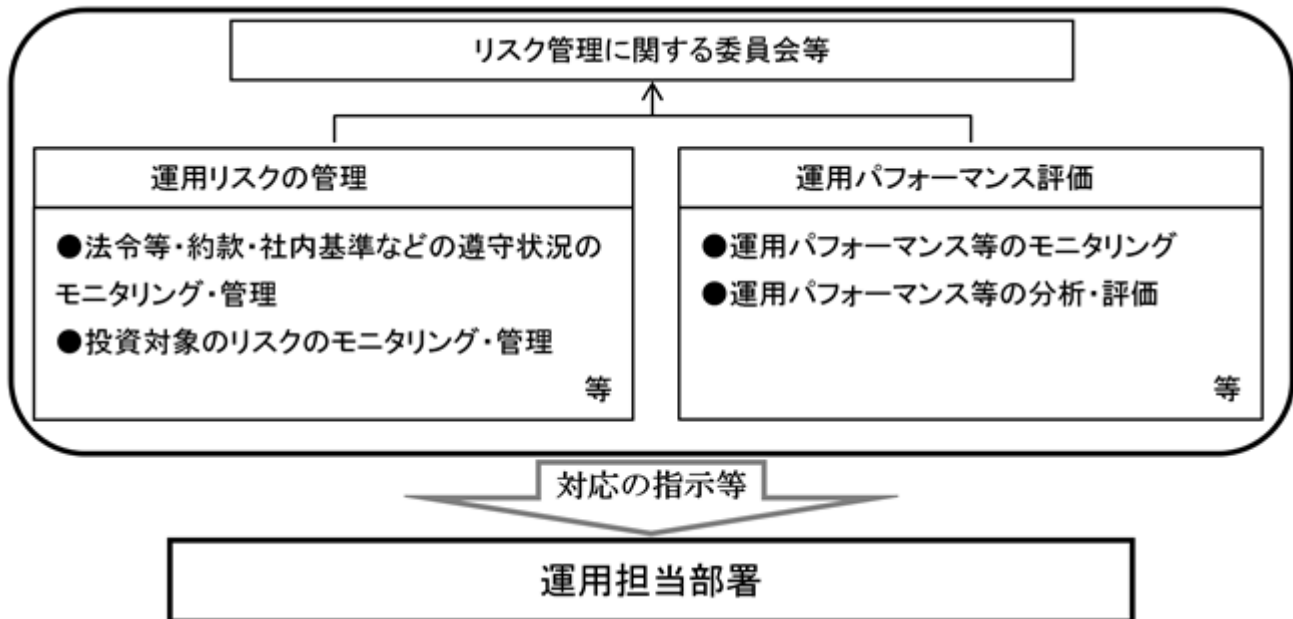 リスク管理に関する委員会等
運用リスクの管理
●法令等・約款・社内基準などの遵守状況の
モニタリング・管理
●投資対象のリスクのモニタリング・管理
等
運用パフォーマンス評価
●運用パフォーマンス等のモニタリング
●運用パフォーマンス等の分析・評価
等
対応の指示等
運用担当部署